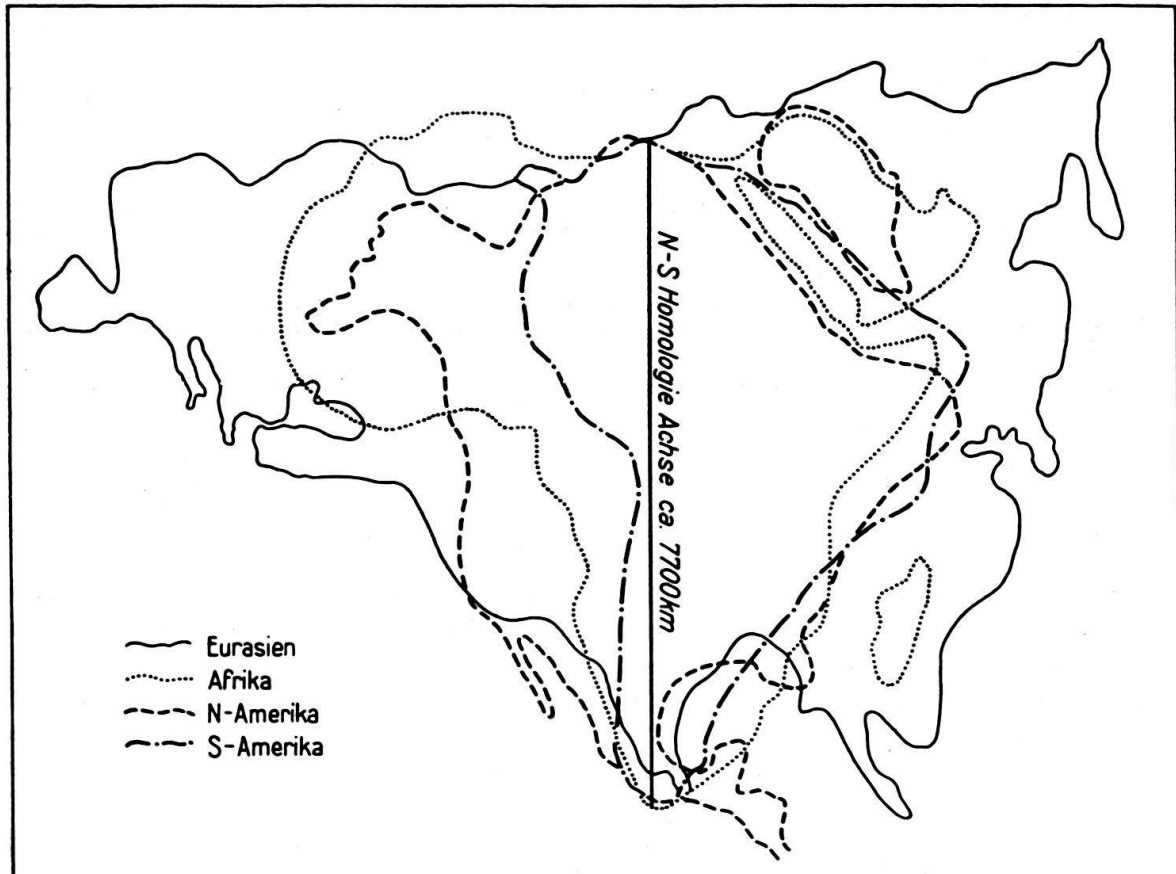 N-S Homologie Achse ca. 7700km
Eurasien
Afrika
N-Amerika
S-Amerika